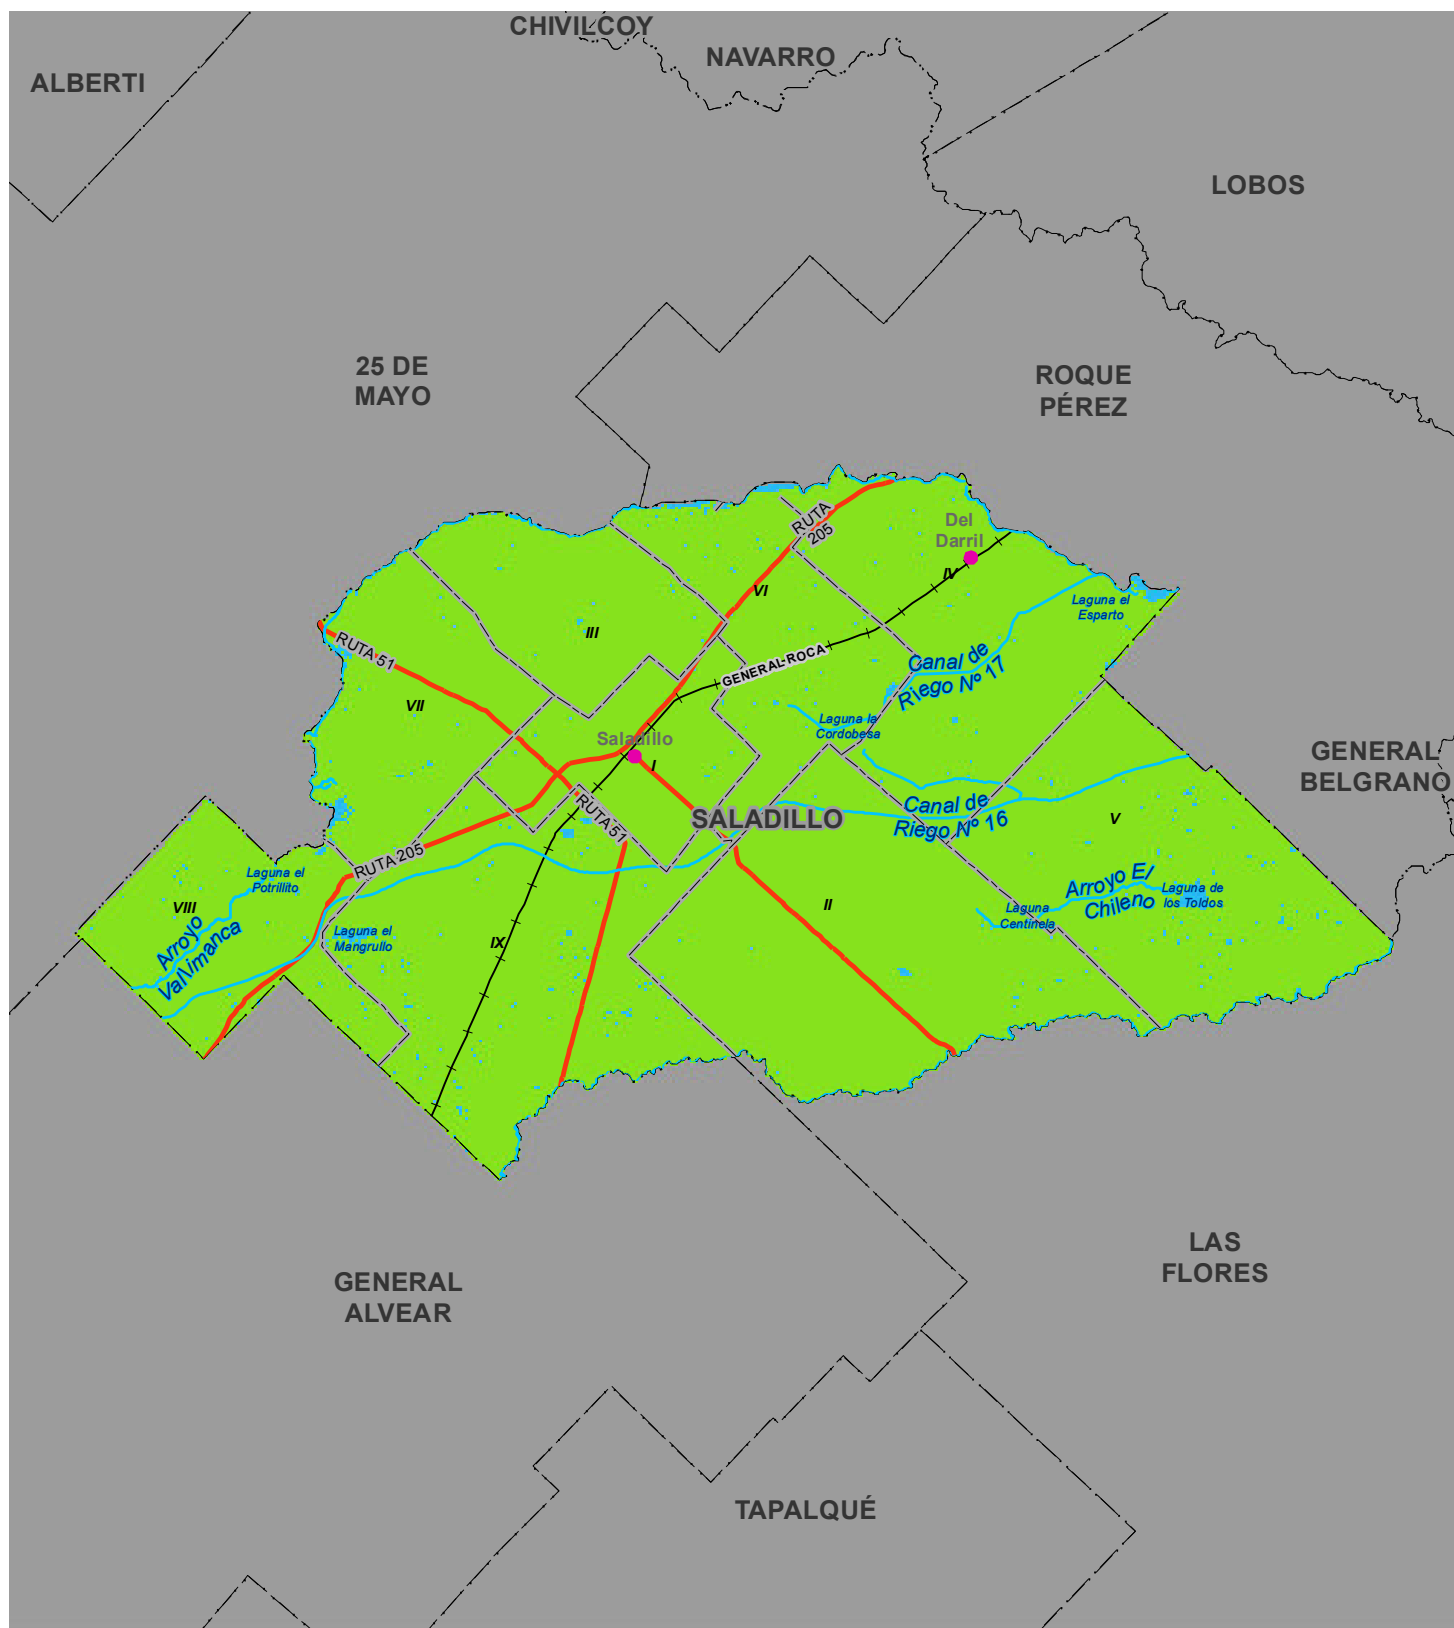 CHIVILCOY
NAVARRO
ALBERTI
LOBOS
25 DE
MAYO
ROQUE
PÉREZ
RUTA
205
Del
Darril
IV
VI
Laguna el
Esparto
III
RUTA 51
GENERAL ROCA
Canal de
Riego Nº 17
VII
Laguna la
Cordobesa
Saladillo
I
GENERAL
BELGRANO
Canal de
Riego Nº 16
SALADILLO
RUTA 51
V
RUTA 205
Laguna el
Potrillito
Arroyo El
Chileno
Laguna de
los Toldos
VIII
II
Laguna
Centinela
Arroyo
Vallimanca
Laguna el
Mangrullo
IX
LAS
FLORES
GENERAL
ALVEAR
TAPALQUÉ